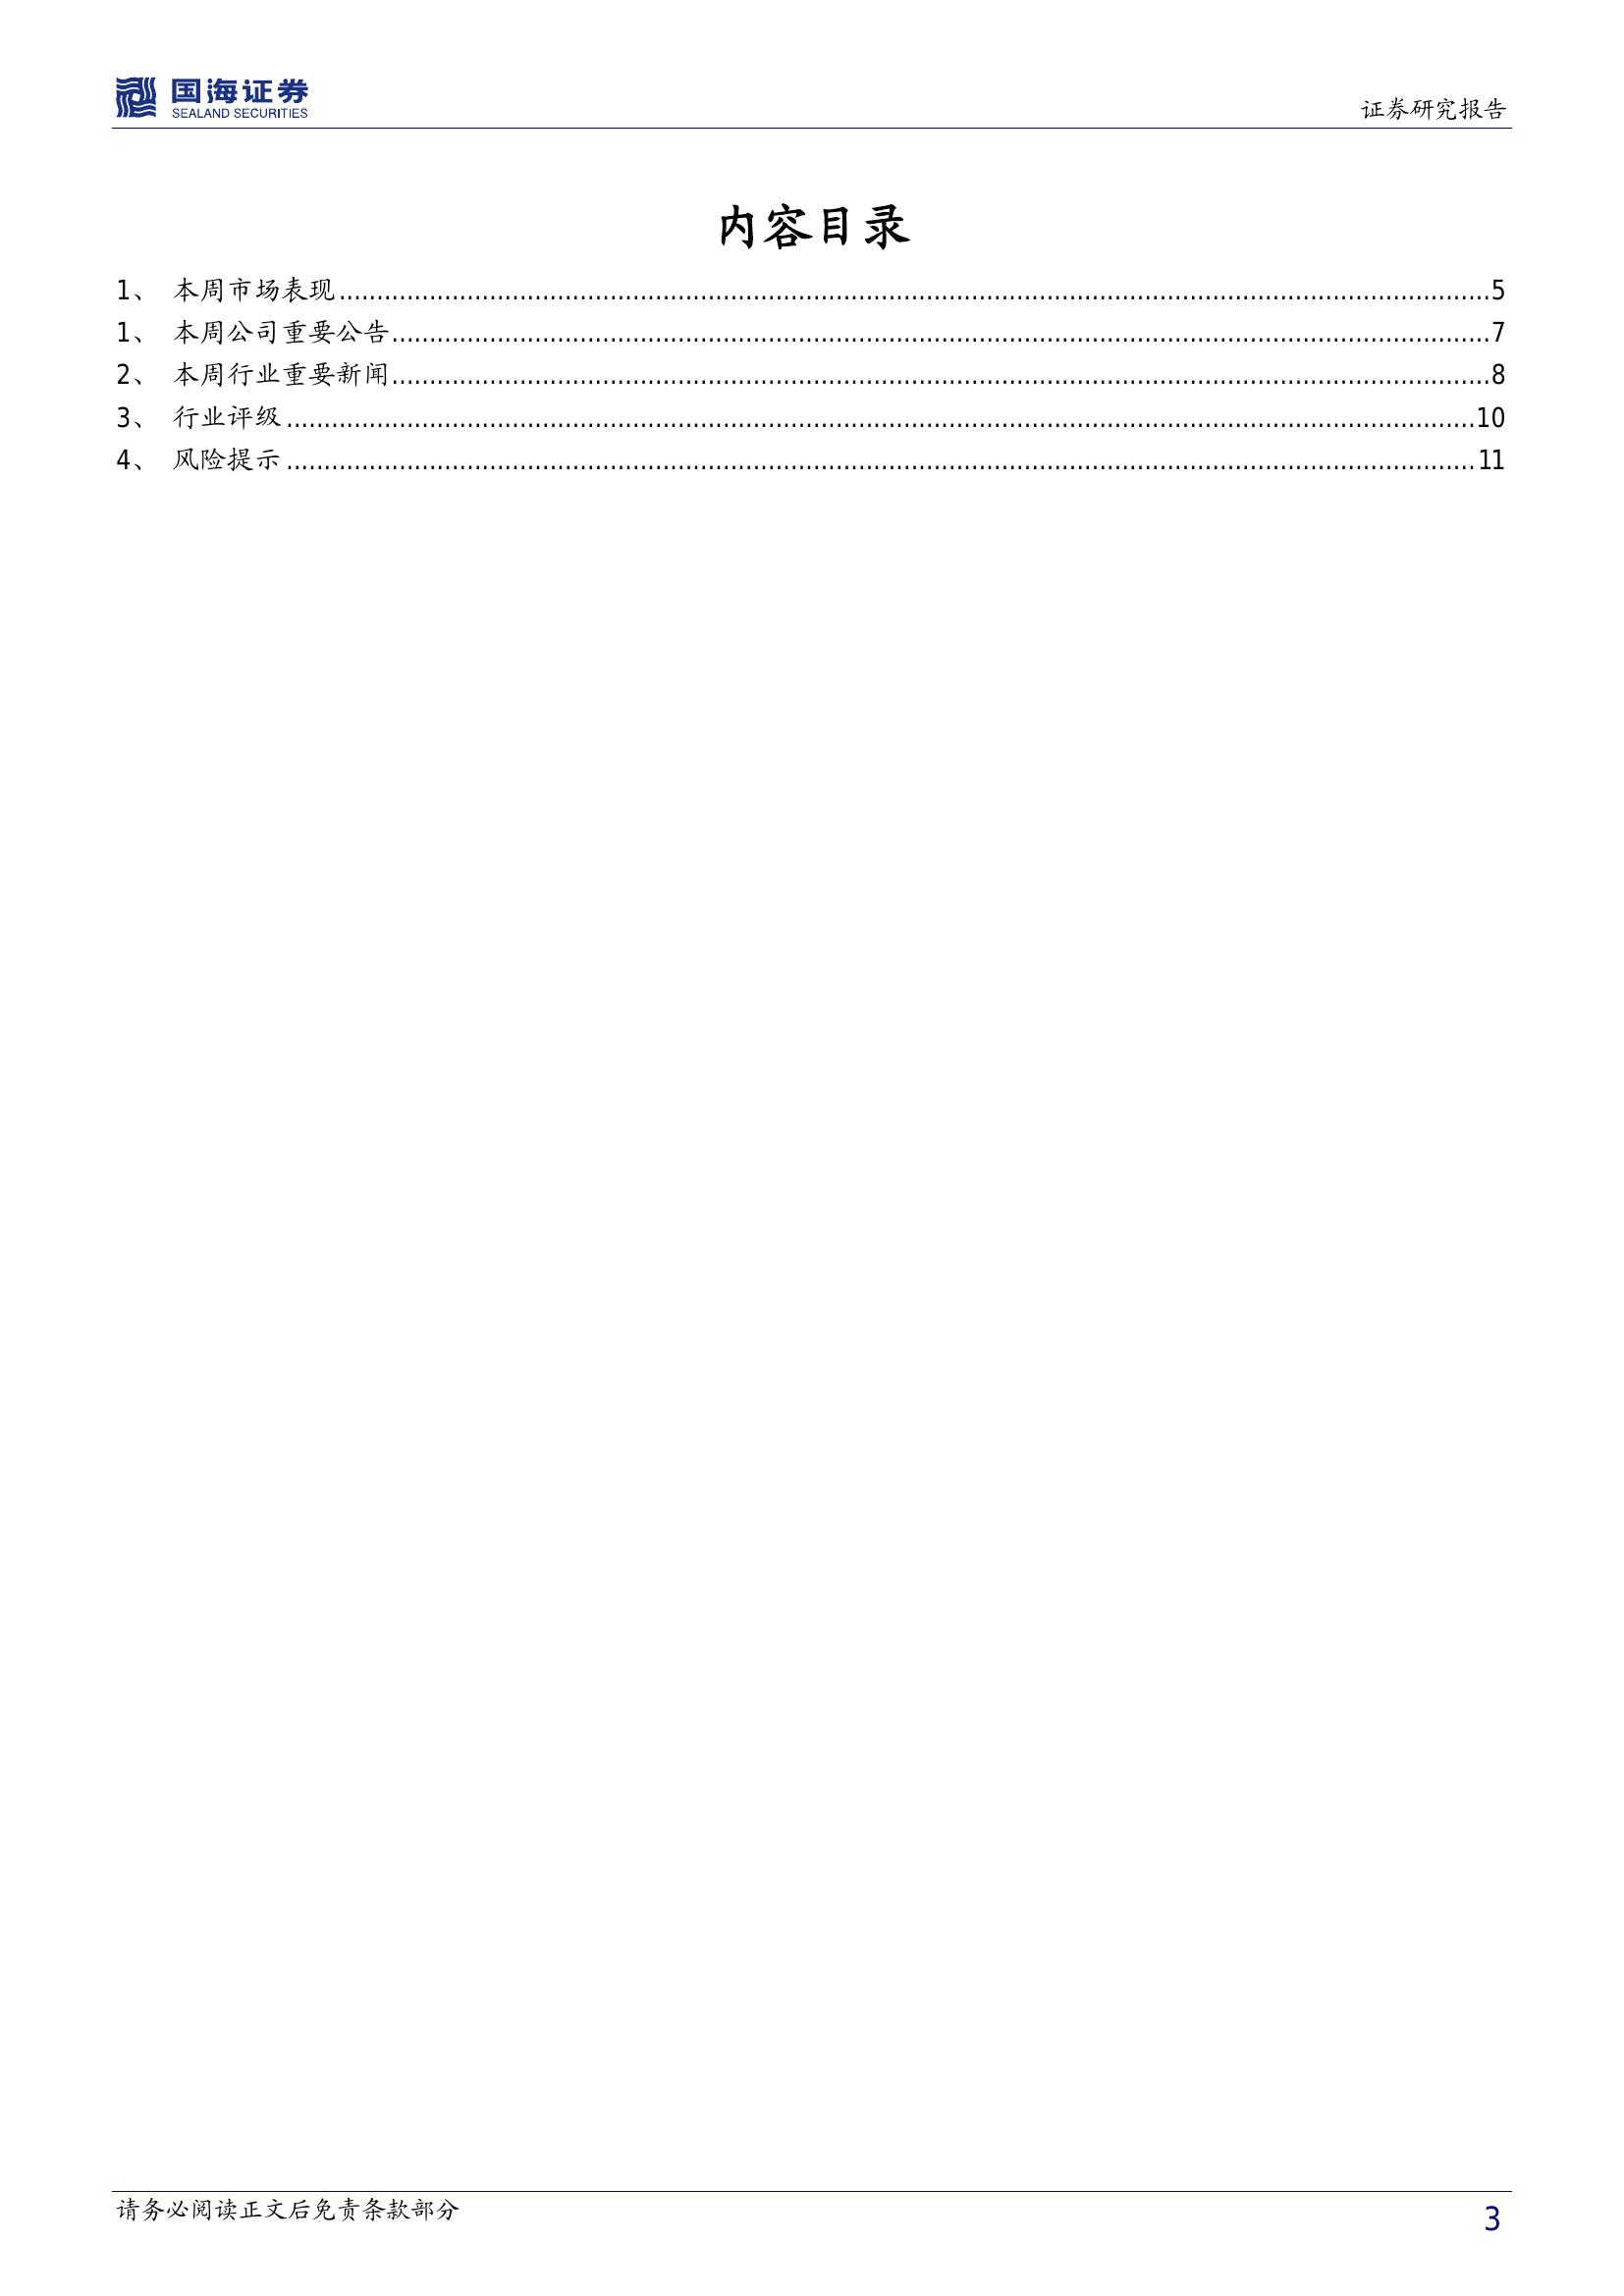 国海证券
SEALAND SECURITIES
证券研究报告
内容目录
1、 本周市场表现........................................5
1、 本周公司重要公告........................................7
2、 本周行业重要新闻........................................8
3、 行业评级........................................10
4、 风险提示........................................11
请务必阅读正文后免责条款部分
3